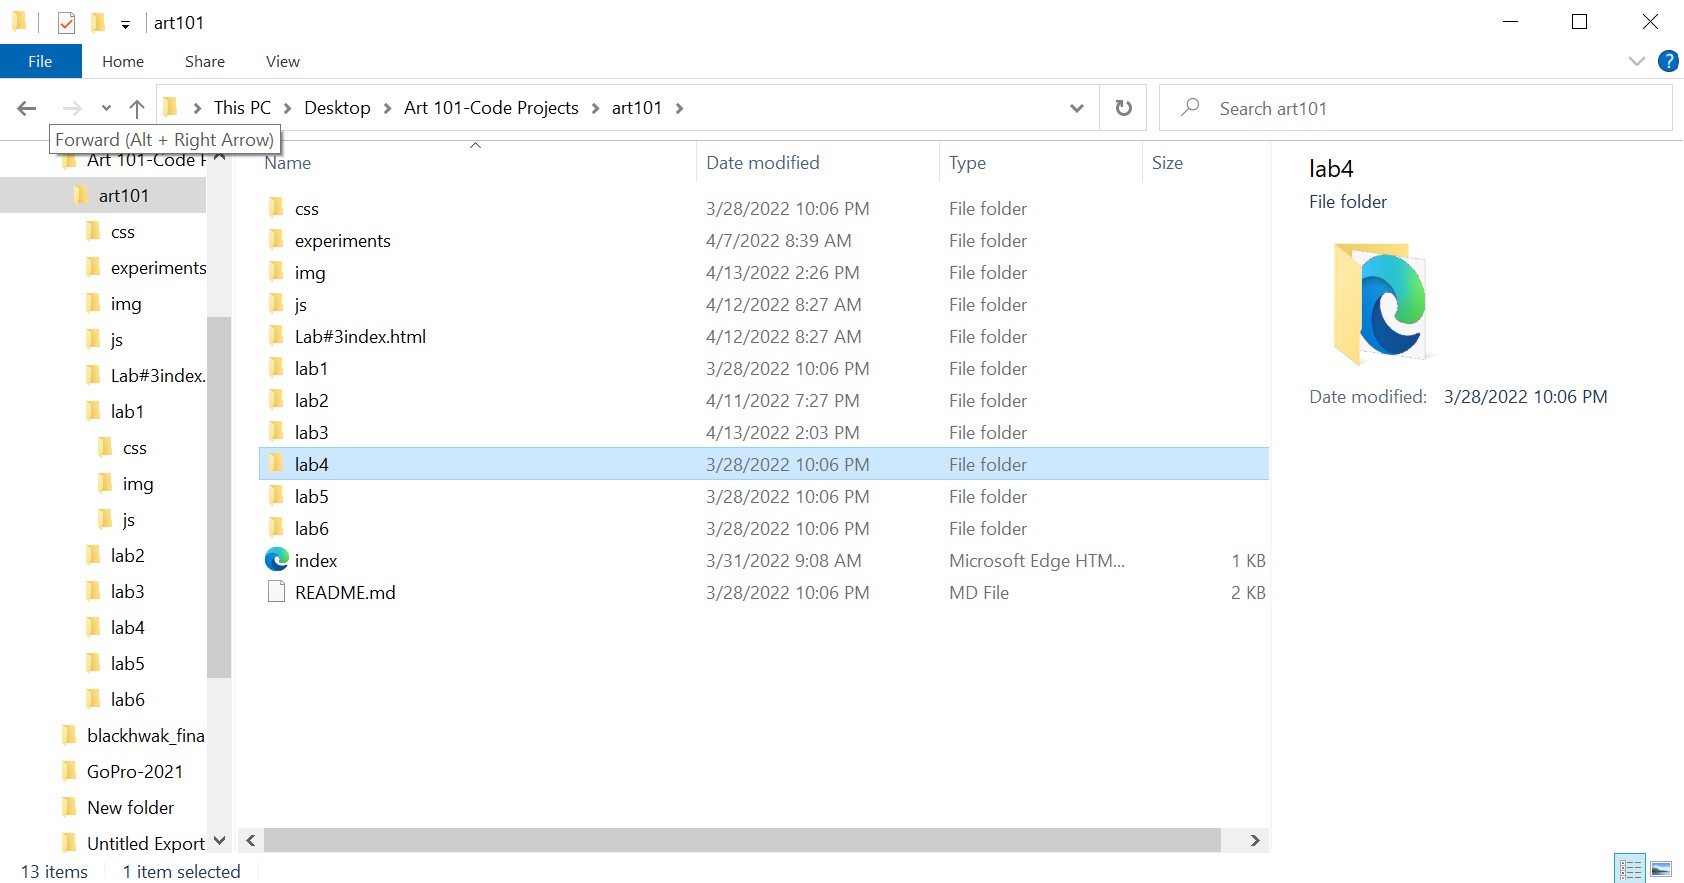 art101
File Home Share View
This PC Desktop Art 101-Code Projects art101
Search art101
Forward (Alt + Right Arrow)
Art 101-Code P
art101
css
experiments
img
js
Lab#3index.
lab1
css
img
js
lab2
lab3
lab4
lab5
lab6
blackhwak_fina
GoPro-2021
New folder
Untitled Export
Name Date modified Type Size
css 3/28/2022 10:06 PM File folder
experiments 4/7/2022 8:39 AM File folder
img 4/13/2022 2:26 PM File folder
js 4/12/2022 8:27 AM File folder
Lab#3index.html 4/12/2022 8:27 AM File folder
lab1 3/28/2022 10:06 PM File folder
lab2 4/11/2022 7:27 PM File folder
lab3 4/13/2022 2:03 PM File folder
lab4 3/28/2022 10:06 PM File folder
lab5 3/28/2022 10:06 PM File folder
lab6 3/28/2022 10:06 PM File folder
index 3/31/2022 9:08 AM Microsoft Edge HTM... 1 KB
README.md 3/28/2022 10:06 PM MD File 2 KB
lab4
File folder
Date modified: 3/28/2022 10:06 PM
13 items 1 item selected